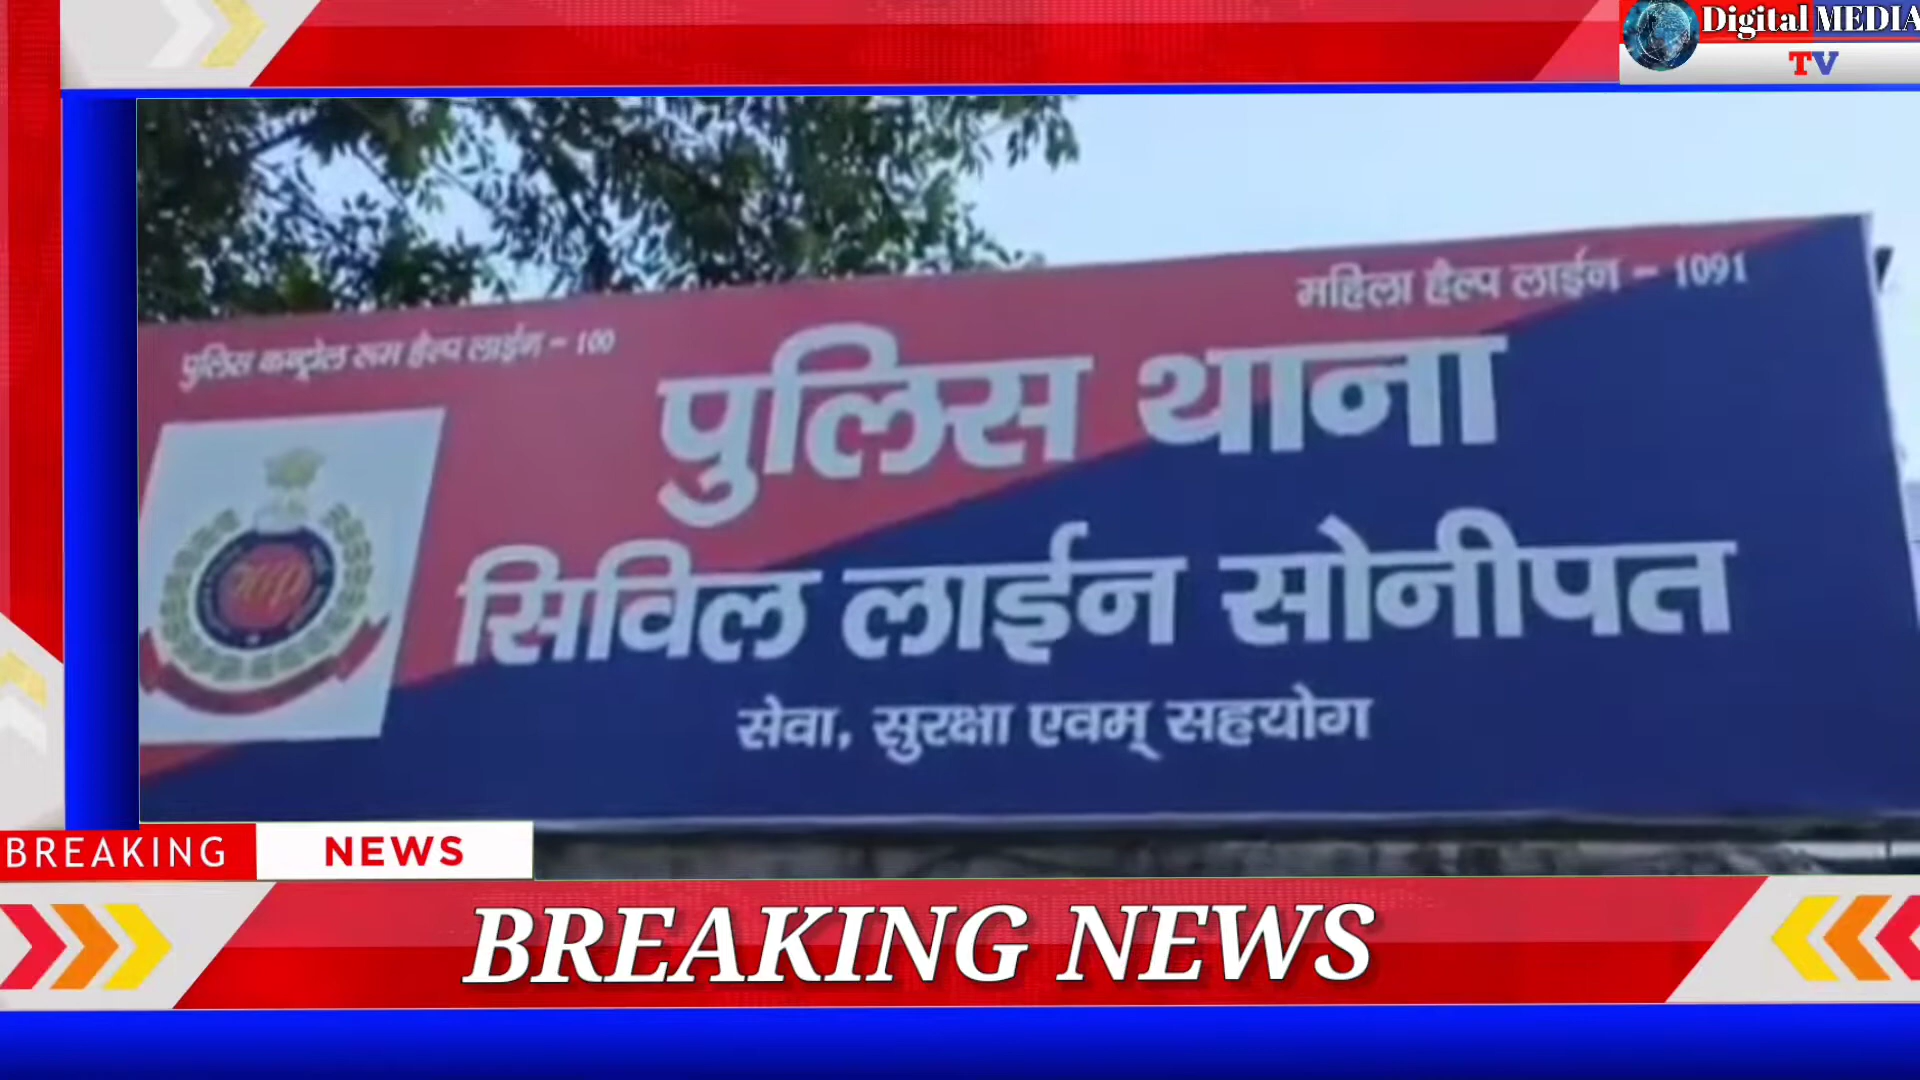 Digital MEDIA
TV
महिला हैल्प लाईन - 1091
पुलिस कन्ट्रोल रूम हैल्प लाईन - 100
पुलिस थाना
सिविल लाईन सोनीपत
सेवा, सुरक्षा एवम् सहयोग
BREAKING NEWS
BREAKING NEWS